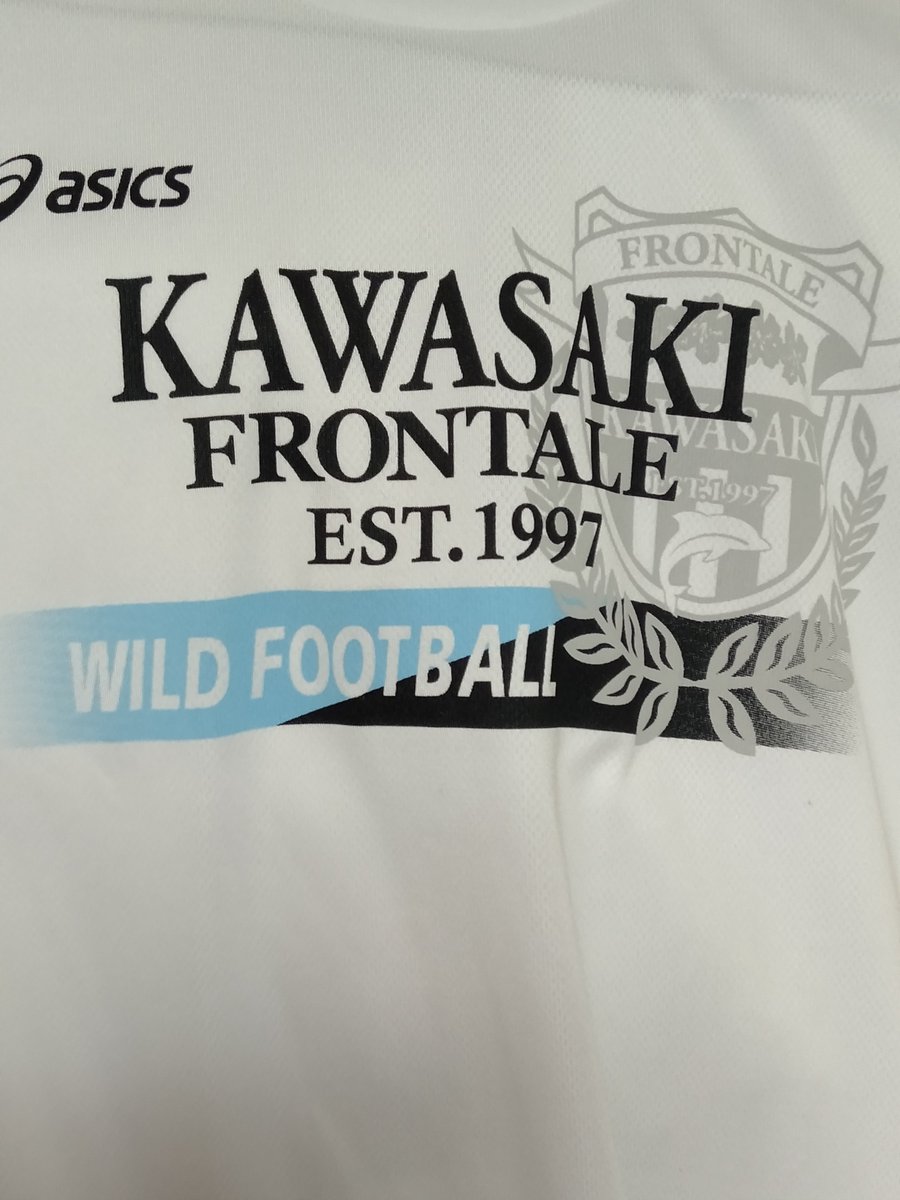 asics
KAWASAKI
FRONTALE
EST.1997
WILD FOOTBALL
FRONTALE
KAWASAKI
EST.1997